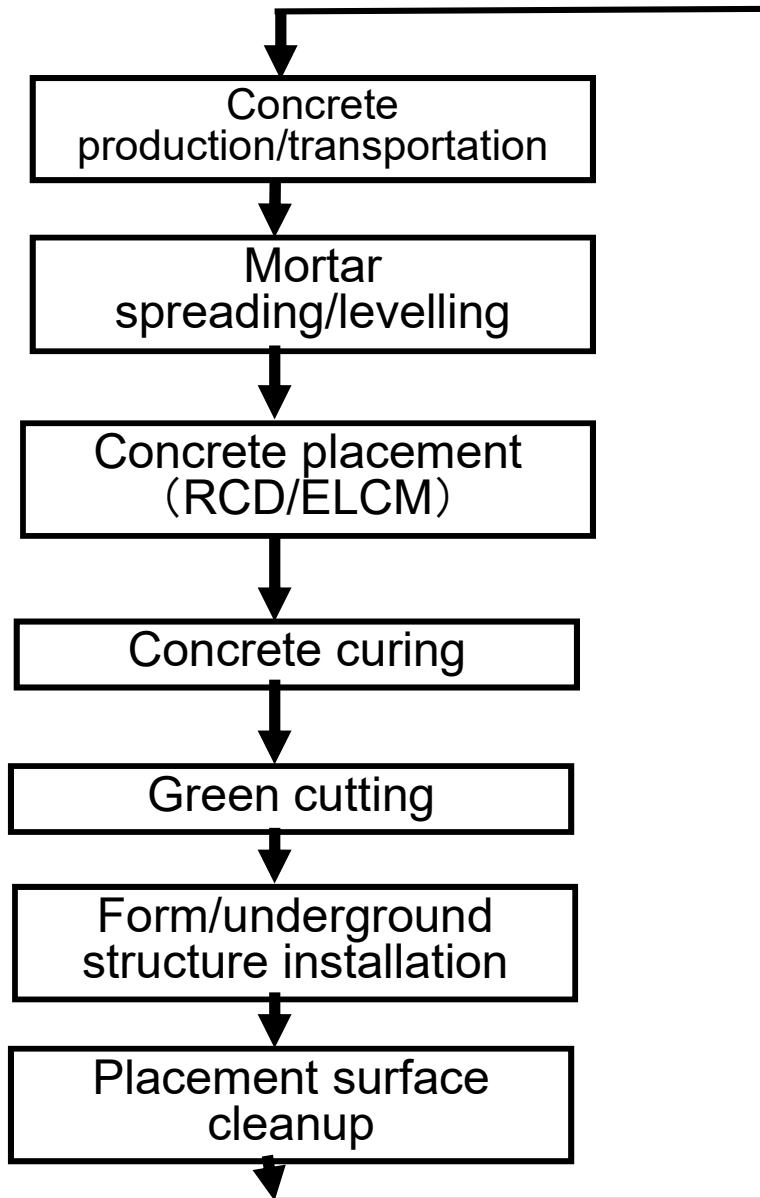 Concrete
production/transportation
Mortar
spreading/levelling
Concrete placement
（RCD/ELCM）
Concrete curing
Green cutting
Form/underground
structure installation
Placement surface
cleanup